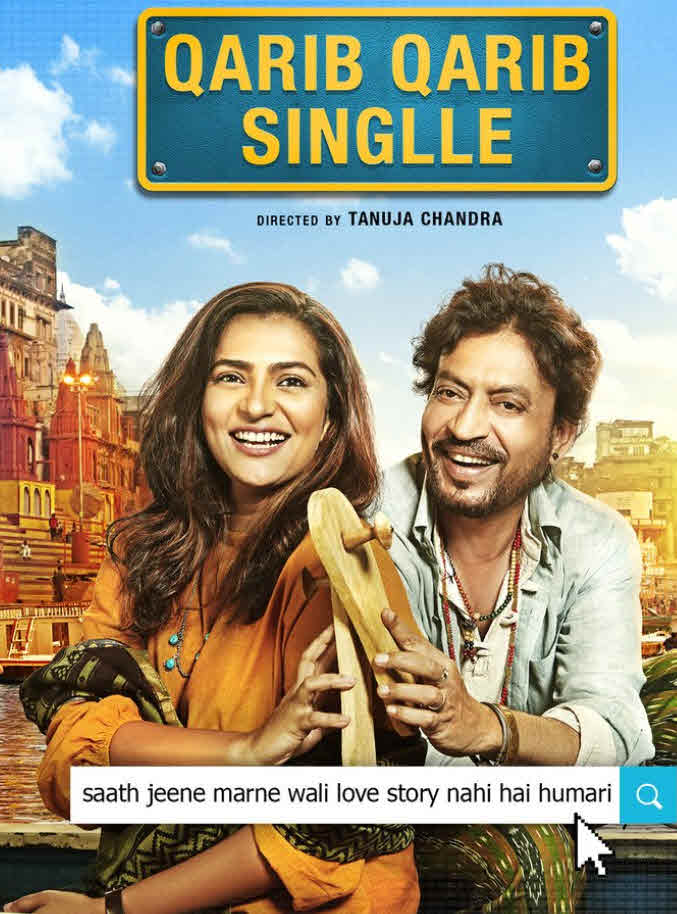 QARIB QARIB
SINGLLE
DIRECTED BY TANUJA CHANDRA
saath jeene marne wali love story nahi hai humari